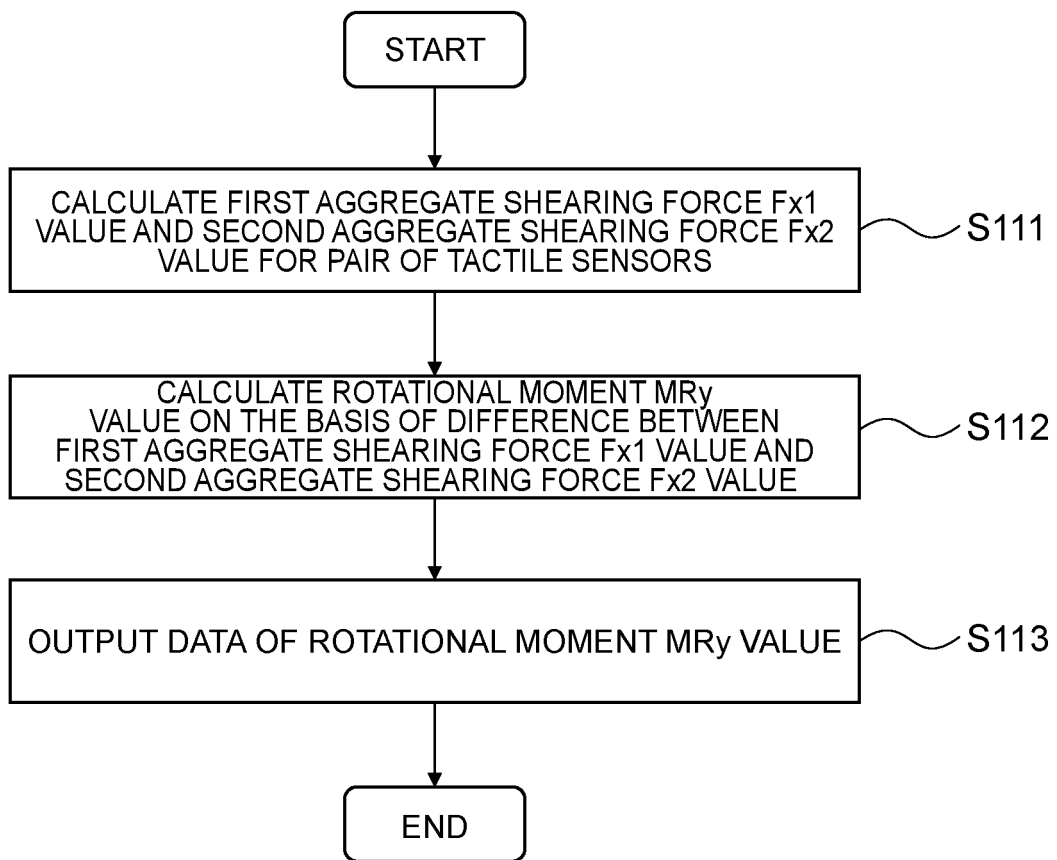 START
CALCULATE FIRST AGGREGATE SHEARING FORCE Fx1
VALUE AND SECOND AGGREGATE SHEARING FORCE Fx2
VALUE FOR PAIR OF TACTILE SENSORS
S111
CALCULATE ROTATIONAL MOMENT MRy
VALUE ON THE BASIS OF DIFFERENCE BETWEEN
FIRST AGGREGATE SHEARING FORCE Fx1 VALUE AND
SECOND AGGREGATE SHEARING FORCE Fx2 VALUE
S112
OUTPUT DATA OF ROTATIONAL MOMENT MRy VALUE
S113
END